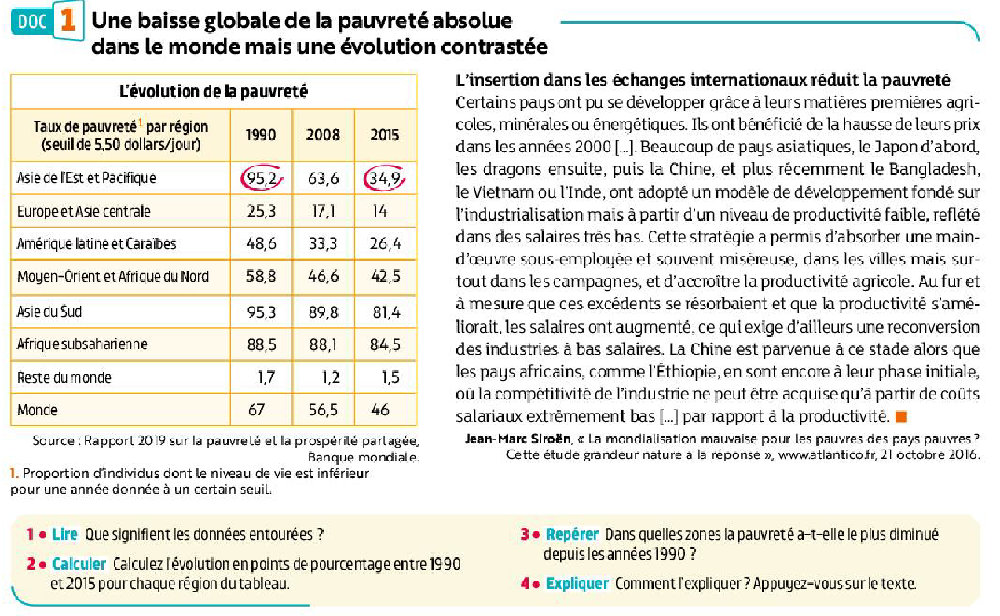 DOC 1 Une baisse globale de la pauvreté absolue
dans le monde mais une évolution contrastée
L'évolution de la pauvreté
Taux de pauvreté¹ par région
(seuil de 5,50 dollars/jour) 1990 2008 2015
Asie de l'Est et Pacifique 95,2 63,6 34,9
Europe et Asie centrale 25,3 17,1 14
Amérique latine et Caraïbes 48,6 33,3 26,4
Moyen-Orient et Afrique du Nord 58,8 46,6 42,5
Asie du Sud 95,3 89,8 81,4
Afrique subsaharienne 88,5 88,1 84,5
Reste du monde 1,7 1,2 1,5
Monde 67 56,5 46
Source : Rapport 2019 sur la pauvreté et la prospérité partagée,
Banque mondiale.
1. Proportion d'individus dont le niveau de vie est inférieur
pour une année donnée à un certain seuil.
L'insertion dans les échanges internationaux réduit la pauvreté
Certains pays ont pu se développer grâce à leurs matières premières agri-
coles, minérales ou énergétiques. Ils ont bénéficié de la hausse de leurs prix
dans les années 2000 [...]. Beaucoup de pays asiatiques, le Japon d'abord,
les dragons ensuite, puis la Chine, et plus récemment le Bangladesh,
le Vietnam ou l'Inde, ont adopté un modèle de développement fondé sur
l'industrialisation mais à partir d'un niveau de productivité faible, reflété
dans des salaires très bas. Cette stratégie a permis d'absorber une main-
d'œuvre sous-employée et souvent miséreuse, dans les villes mais sur-
tout dans les campagnes, et d'accroître la productivité agricole. Au fur et
à mesure que ces excédents se résorbaient et que la productivité s'amé-
liorait, les salaires ont augmenté, ce qui exige d'ailleurs une reconversion
des industries à bas salaires. La Chine est parvenue à ce stade alors que
les pays africains, comme l'Éthiopie, en sont encore à leur phase initiale,
où la compétitivité de l'industrie ne peut être acquise qu'à partir de coûts
salariaux extrêmement bas [...] par rapport à la productivité. ■
Jean-Marc Siroën, « La mondialisation mauvaise pour les pauvres des pays pauvres ?
Cette étude grandeur nature a la réponse », www.atlantico.fr, 21 octobre 2016.
1 • Lire Que signifient les données entourées ?
2 • Calculer Calculez l'évolution en points de pourcentage entre 1990
et 2015 pour chaque région du tableau.
3 • Repérer Dans quelles zones la pauvreté a-t-elle le plus diminué
depuis les années 1990 ?
4 • Expliquer Comment l'expliquer ? Appuyez-vous sur le texte.